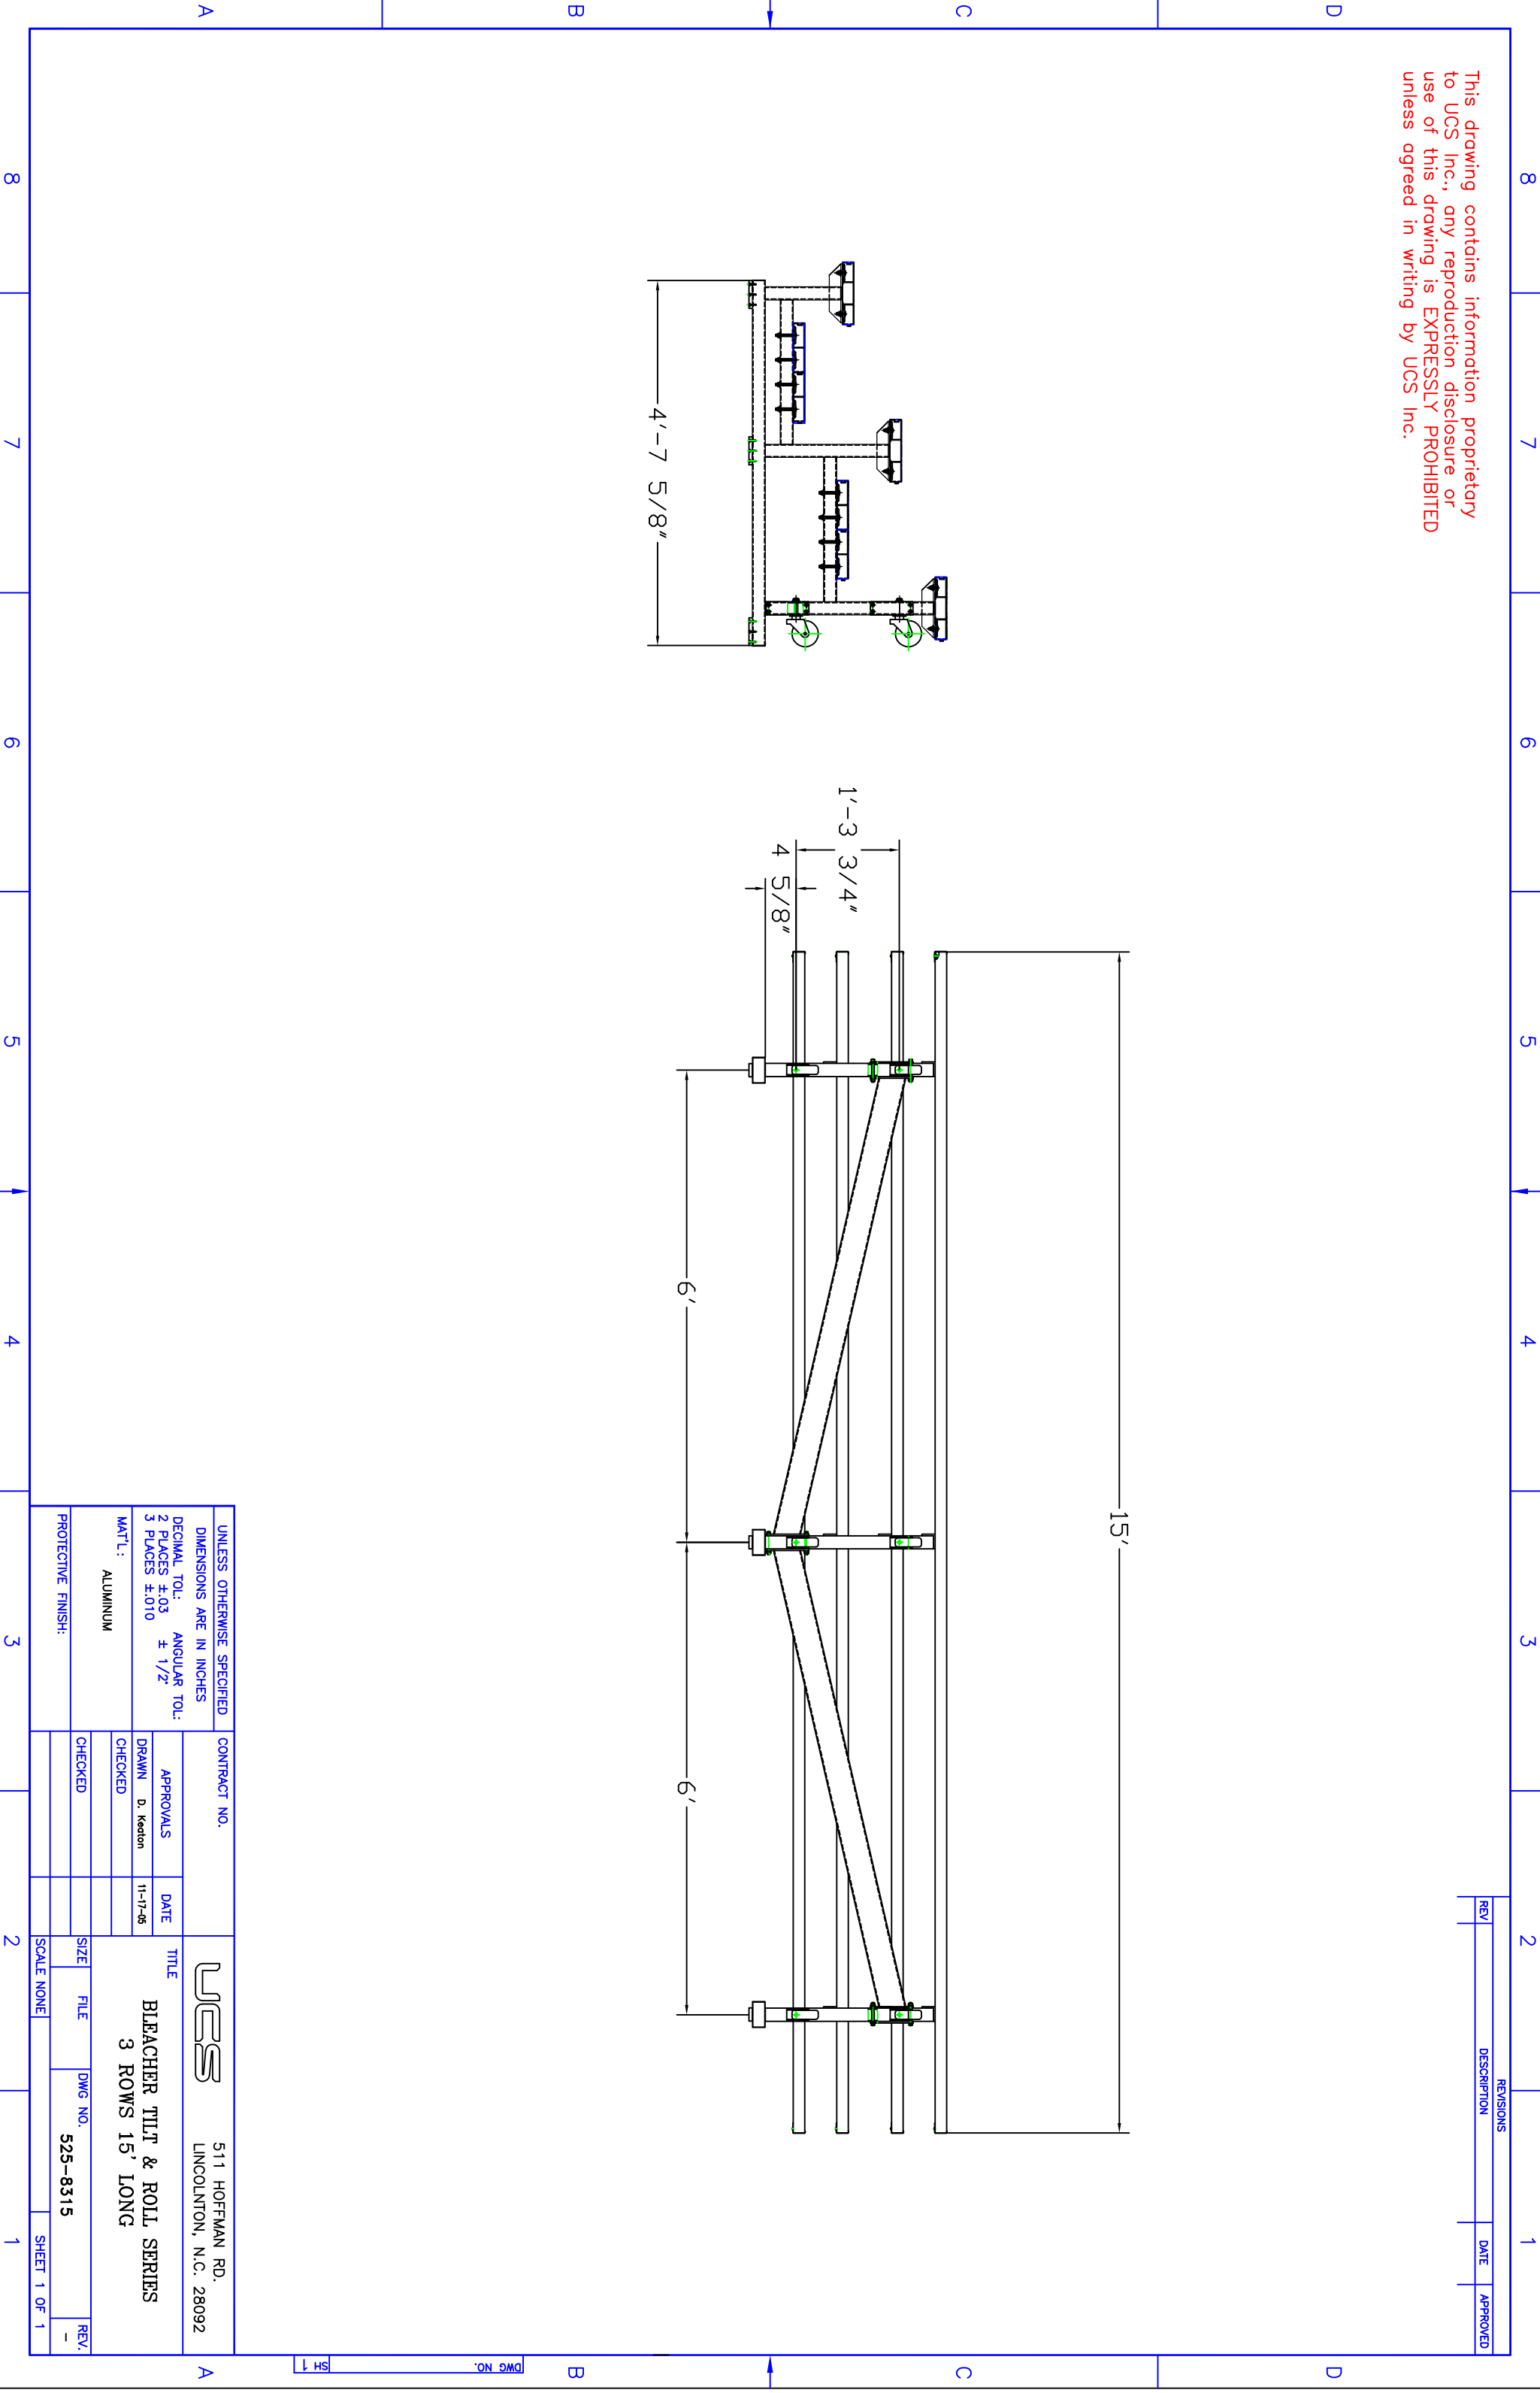 8
7
6
5
4
3
2
1
D
C
B
A
This drawing contains information proprietary
to UCS Inc., any reproduction disclosure or
use of this drawing is EXPRESSLY PROHIBITED
unless agreed in writing by UCS Inc.
REVISIONS
REV
DESCRIPTION
DATE
APPROVED
15'
1'-3 3/4"
4 5/8"
4'-7 5/8"
6'
6'
UNLESS OTHERWISE SPECIFIED
DIMENSIONS ARE IN INCHES
DECIMAL TOL: ANGULAR TOL:
2 PLACES ±.03 ± 1/2°
3 PLACES ±.010
MAT'L:
ALUMINUM
PROTECTIVE FINISH:
CONTRACT NO.
APPROVALS
DATE
DRAWN D. Keaton 11-17-05
CHECKED
CHECKED
UCS
511 HOFFMAN RD.
LINCOLNTON, N.C. 28092
TITLE
BLEACHER TILT & ROLL SERIES
3 ROWS 15' LONG
SIZE
FILE
DWG NO.
525-8315
REV.
-
SCALE NONE
SHEET 1 OF 1
DWG NO.
SH 1
D
C
B
A
8
7
6
5
4
3
2
1